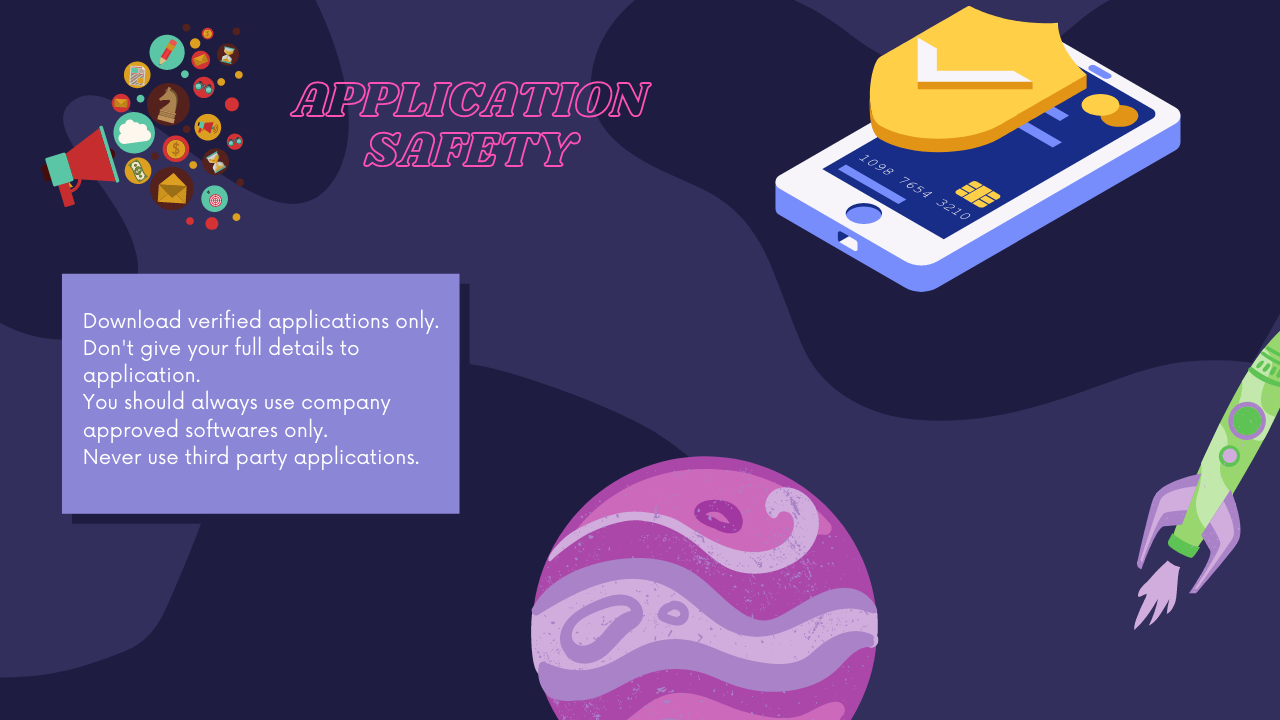 APPLICATION
SAFETY
1098 7654 3210
Download verified applications only.
Don't give your full details to
application.
You should always use company
approved softwares only.
Never use third party applications.